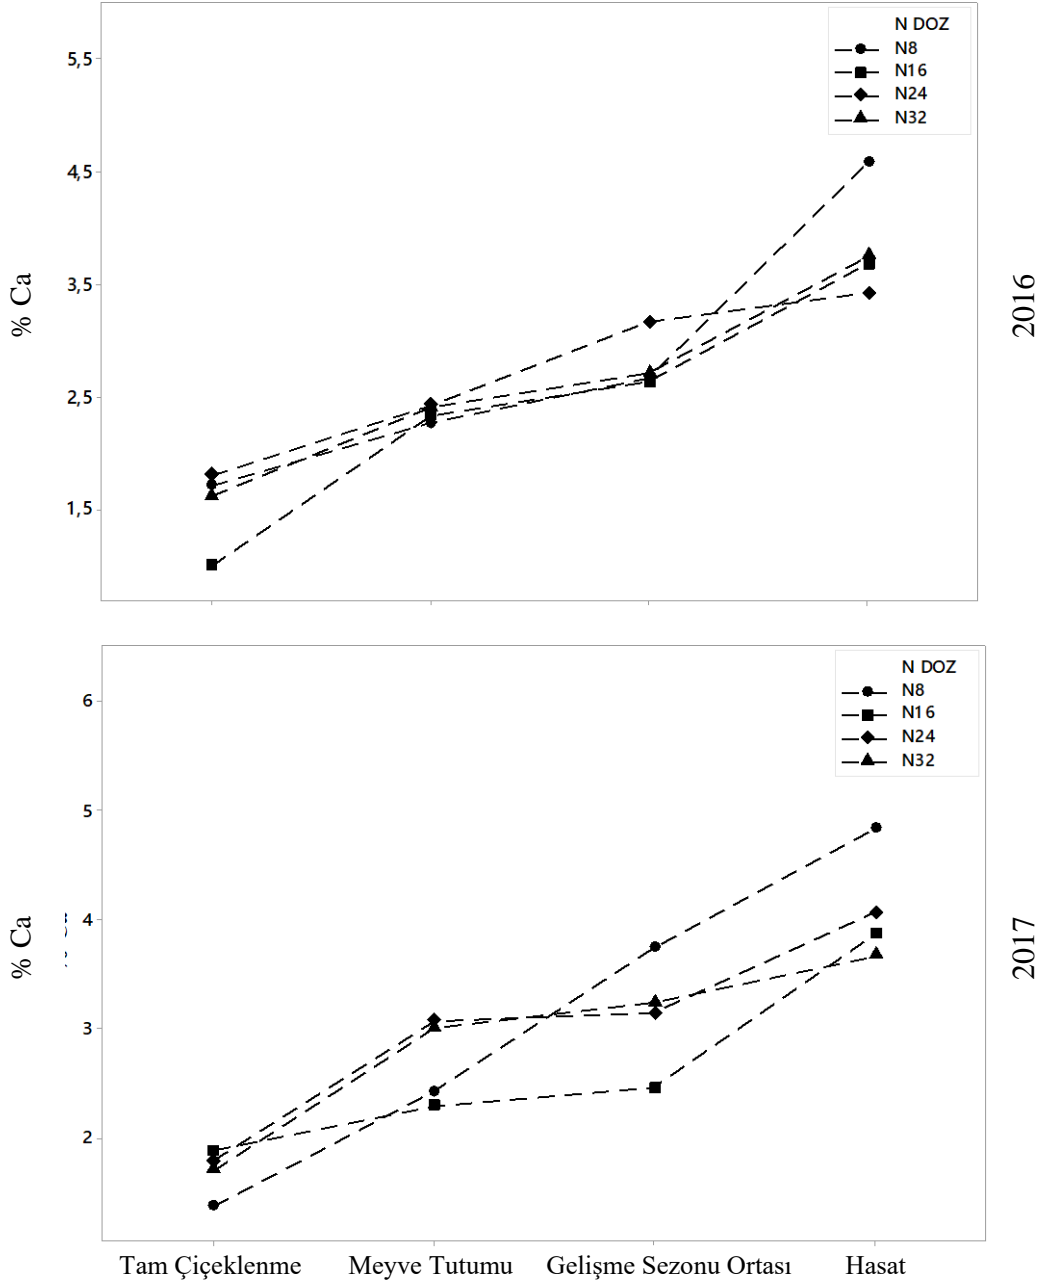 N DOZ
N8
N16
N24
N32
5,5
4,5
3,5
2,5
1,5
% Ca
2016
N DOZ
N8
N16
N24
N32
6
5
4
3
2
% Ca
2017
Tam Çiçeklenme Meyve Tutumu Gelişme Sezonu Ortası Hasat